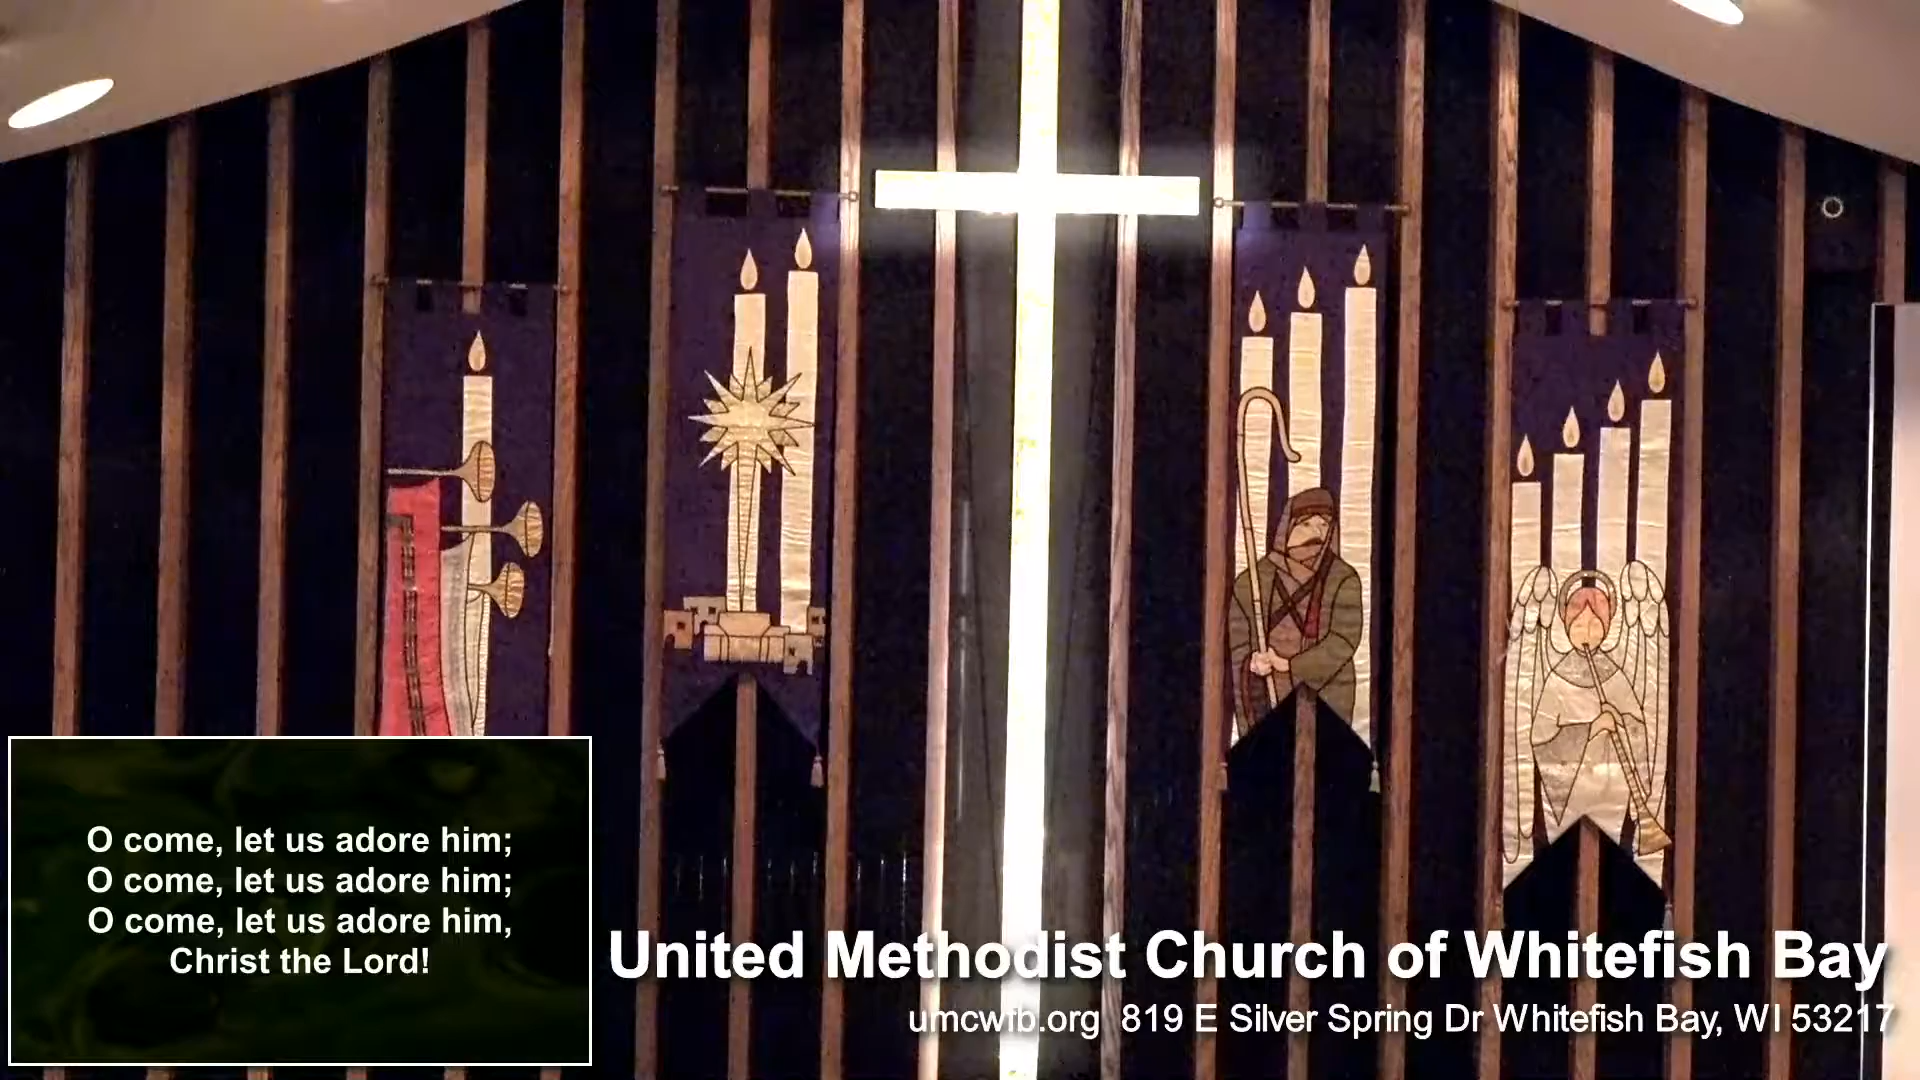 O come, let us adore him;
O come, let us adore him;
O come, let us adore him,
Christ the Lord!
United Methodist Church of Whitefish Bay
umcwfb.org 819 E Silver Spring Dr Whitefish Bay, WI 53217